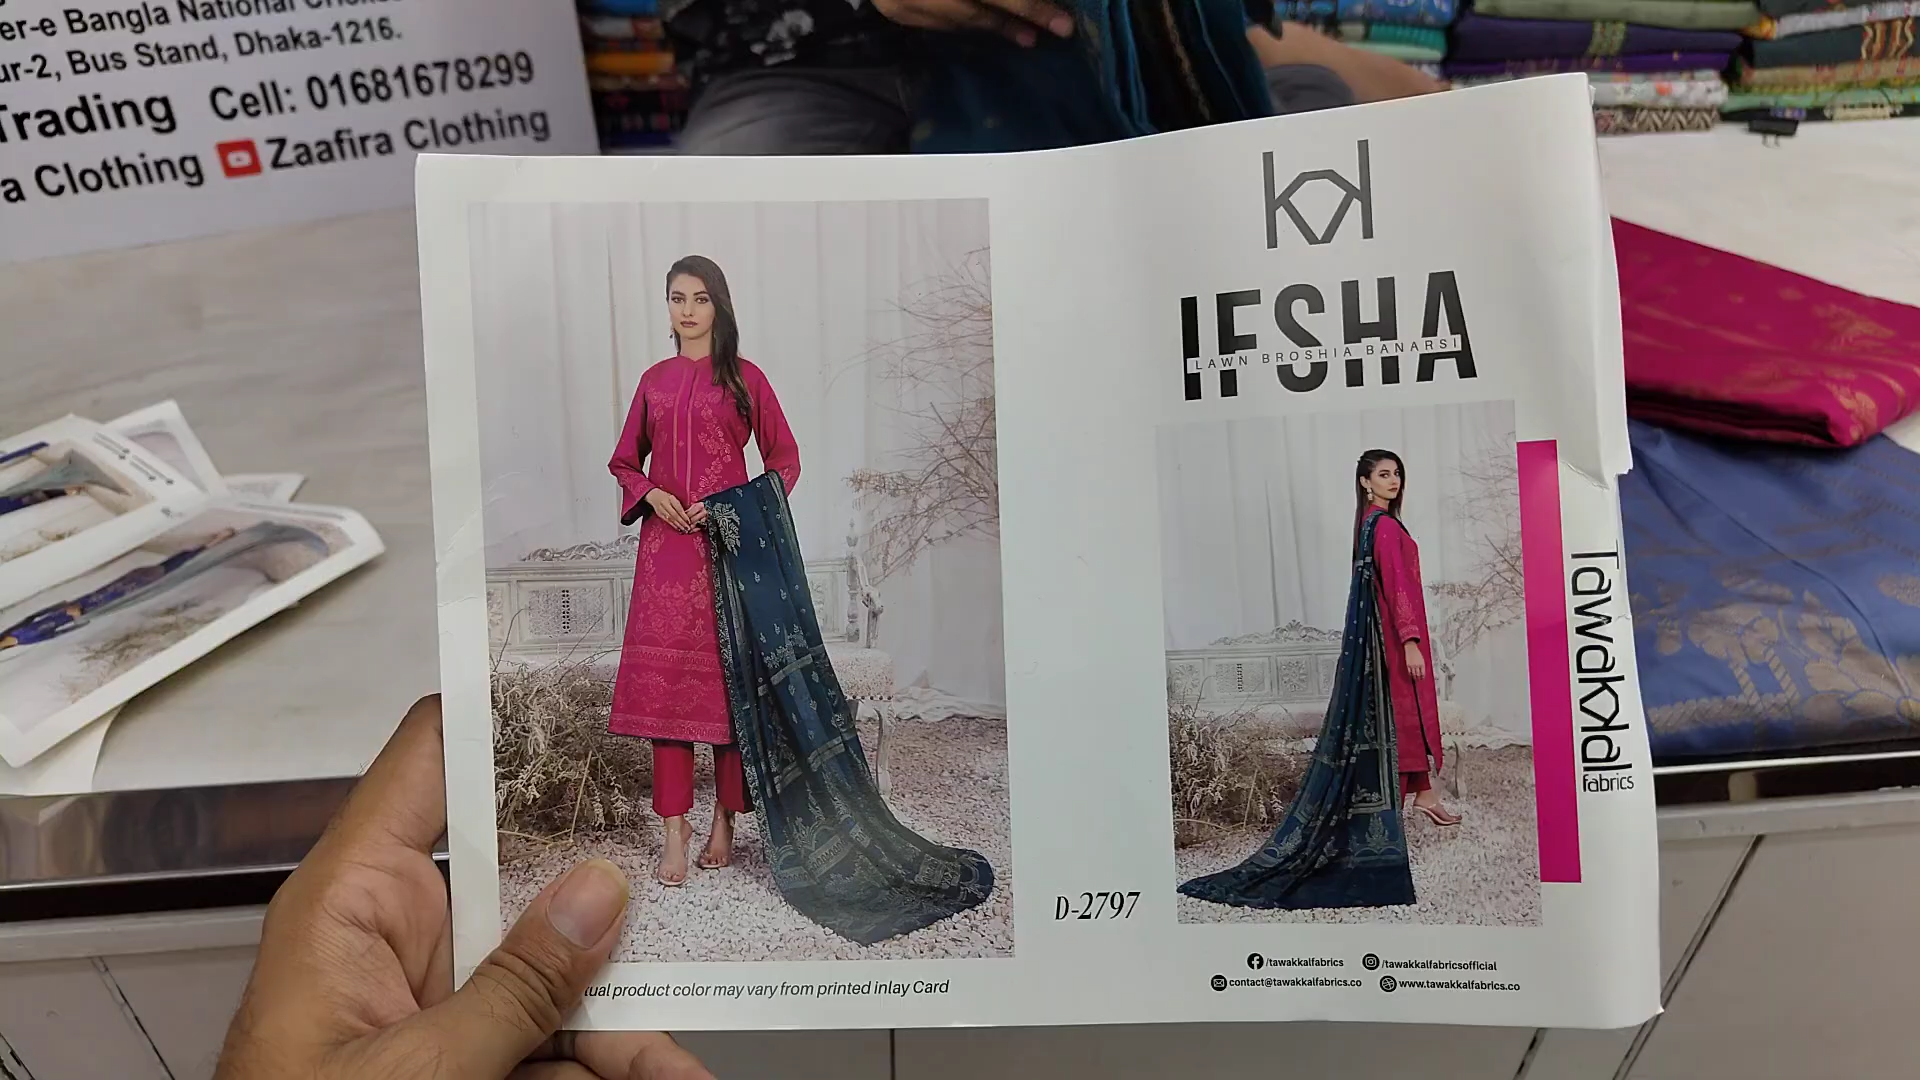 er-e Bangla National
ur-2, Bus Stand, Dhaka-1216.
Trading Cell: 01681678299
a Clothing Zaafira Clothing
IFSHA
LAWN BROSHIA BANARSI
Tawakkal
fabrics
D-2797
/tawakkalfabrics /tawakkalfabricsofficial
contact@tawakkalfabrics.co www.tawakkalfabrics.co
tual product color may vary from printed inlay Card